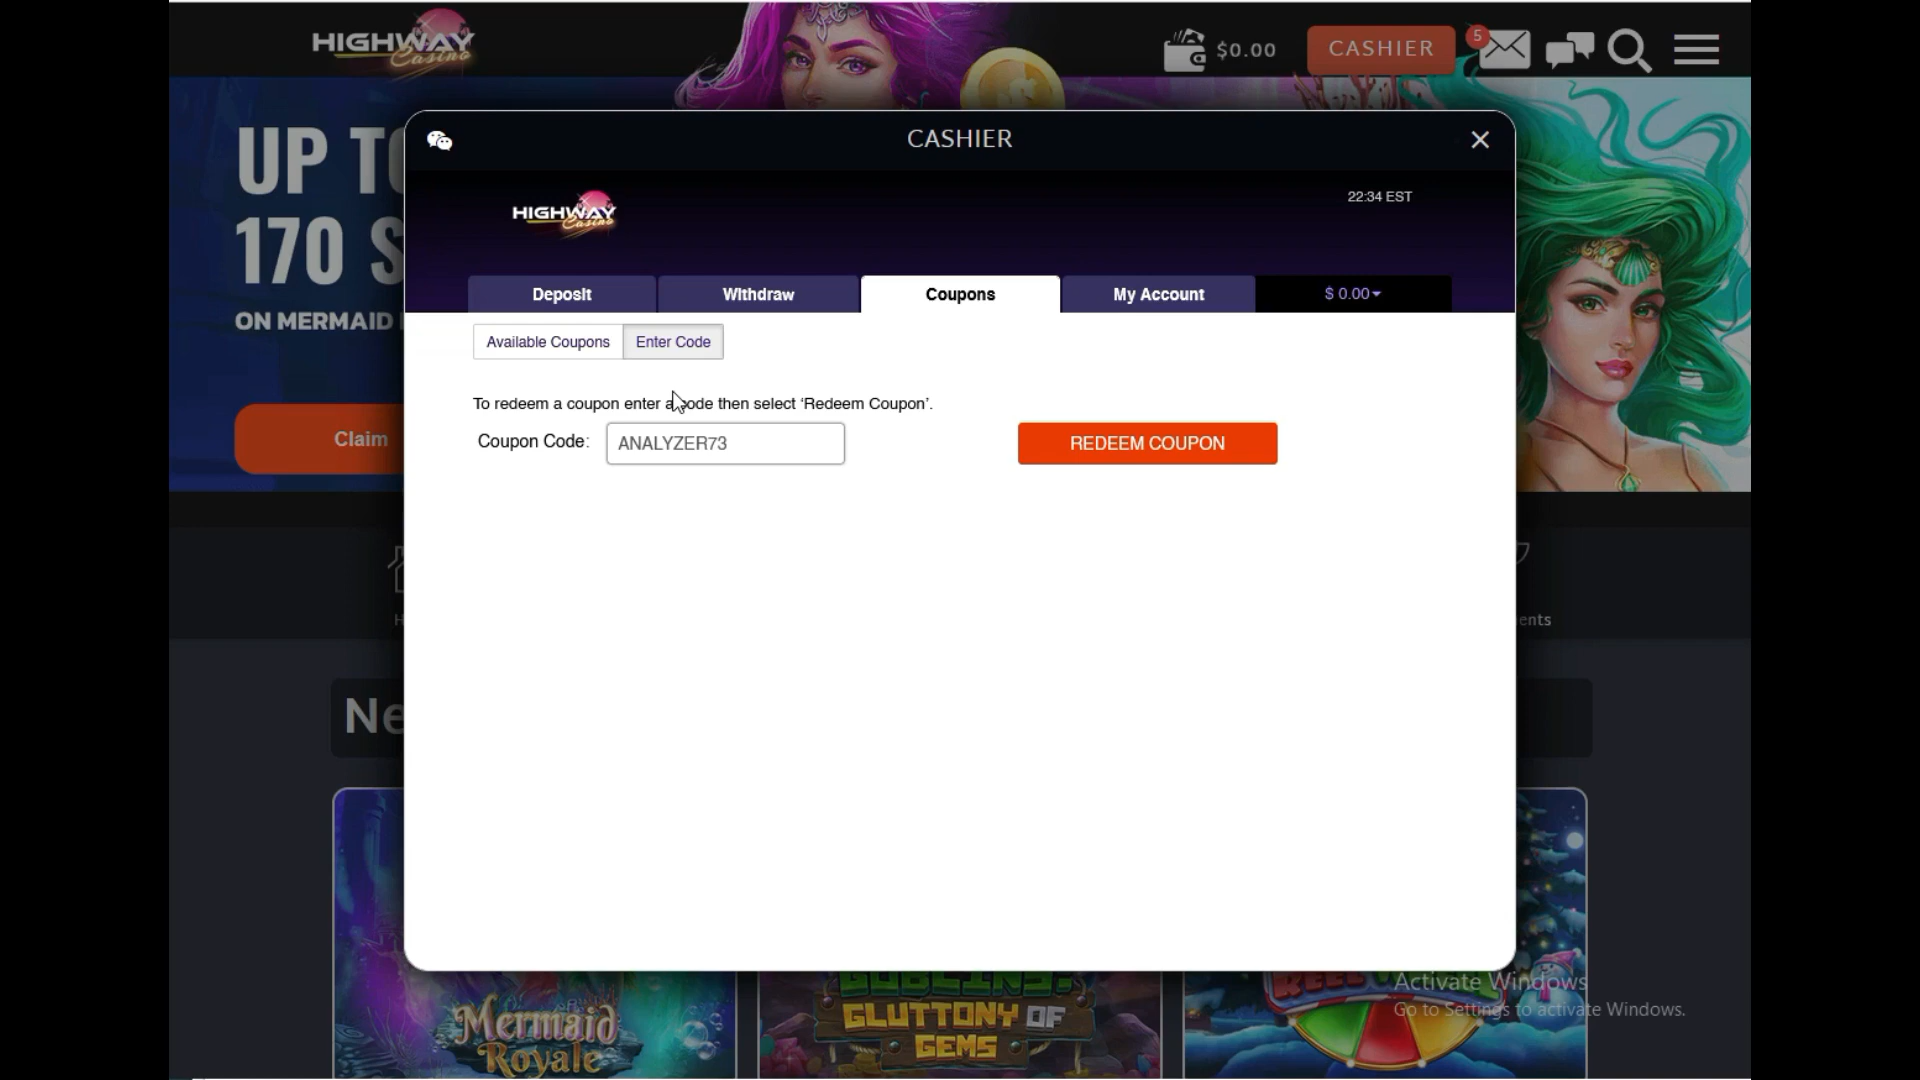 HIGHWAY
Casino
$0.00
CASHIER
5
UP TO
170 S
ON MERMAID
Claim
CASHIER
HIGHWAY
Casino
22:34 EST
Deposit
Withdraw
Coupons
My Account
$ 0.00
Available Coupons
Enter Code
To redeem a coupon enter a code then select ‘Redeem Coupon’.
Coupon Code:
ANALYZER73
REDEEM COUPON
H
ents
Ne
Mermaid
Royale
GOBLINS:
GLUTTONY OF
GEMS
REEL
Activate Windows
Go to Settings to activate Windows.